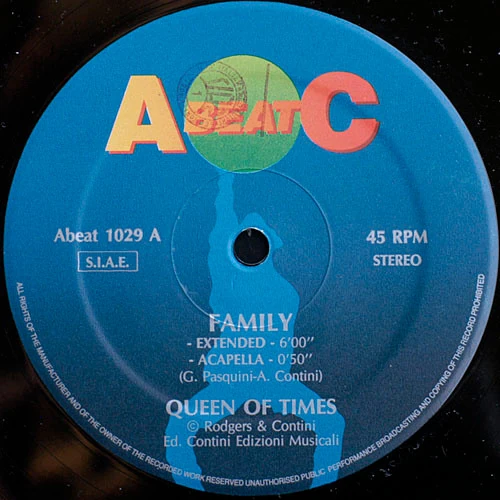 A BEAT C
Abeat 1029 A
S.I.A.E.
45 RPM
STEREO
FAMILY
- EXTENDED - 6'00"
- ACAPELLA - 0'50"
(G. Pasquini-A. Contini)
QUEEN OF TIMES
© Rodgers & Contini
Ed. Contini Edizioni Musicali
ALL RIGHTS OF THE MANUFACTURER AND OF THE OWNER OF THE RECORDED WORK RESERVED UNAUTHORISED PUBLIC PERFORMANCE BROADCASTING AND COPYING OF THIS RECORD PROHIBITED